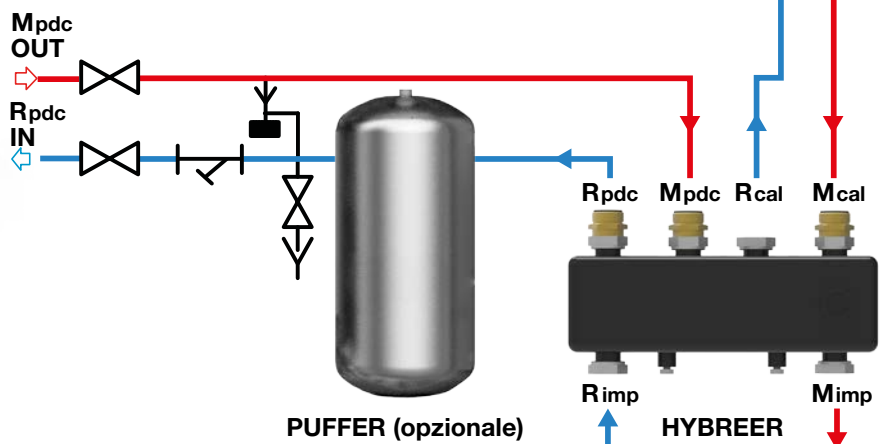 Mpdc
OUT
Rpdc
IN
Rpdc Mpdc Rcal Mcal
Rimp Mimp
PUFFER (opzionale) HYBREER